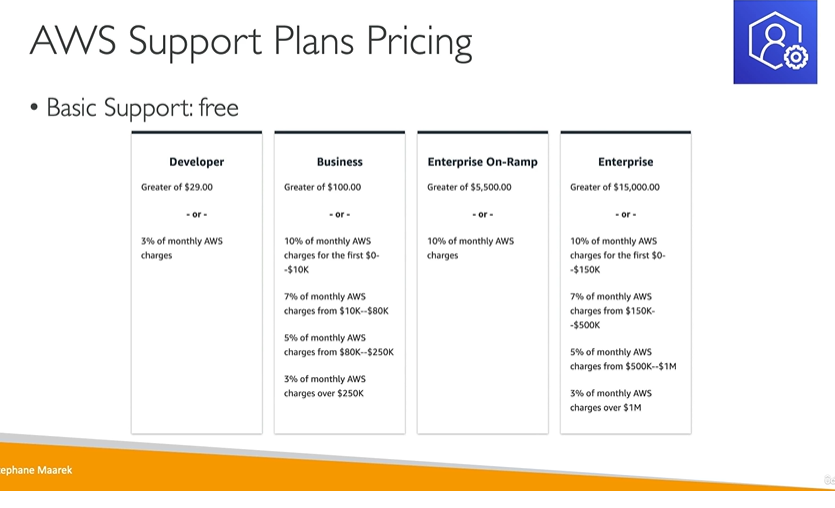 AWS Support Plans Pricing
• Basic Support: free
Developer
Greater of $29.00
- or -
3% of monthly AWS
charges
Business
Greater of $100.00
- or -
10% of monthly AWS
charges for the first $0-
-$10K
7% of monthly AWS
charges from $10K--$80K
5% of monthly AWS
charges from $80K--$250K
3% of monthly AWS
charges over $250K
Enterprise On-Ramp
Greater of $5,500.00
- or -
10% of monthly AWS
charges
Enterprise
Greater of $15,000.00
- or -
10% of monthly AWS
charges for the first $0-
-$150K
7% of monthly AWS
charges from $150K-
-$500K
5% of monthly AWS
charges from $500K--$1M
3% of monthly AWS
charges over $1M
ephane Maarek